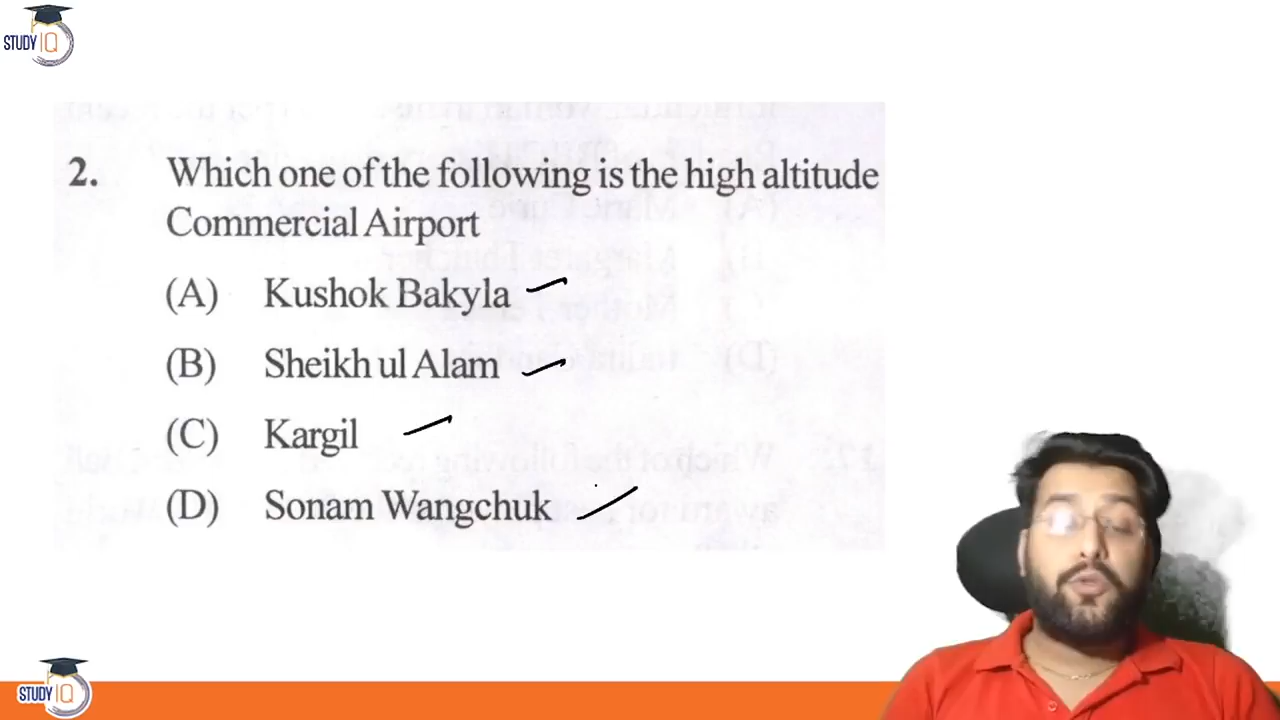 STUDY IQ
2. Which one of the following is the high altitude
Commercial Airport
(A) Kushok Bakyla
(B) Sheikh ul Alam
(C) Kargil
(D) Sonam Wangchuk
STUDY IQ